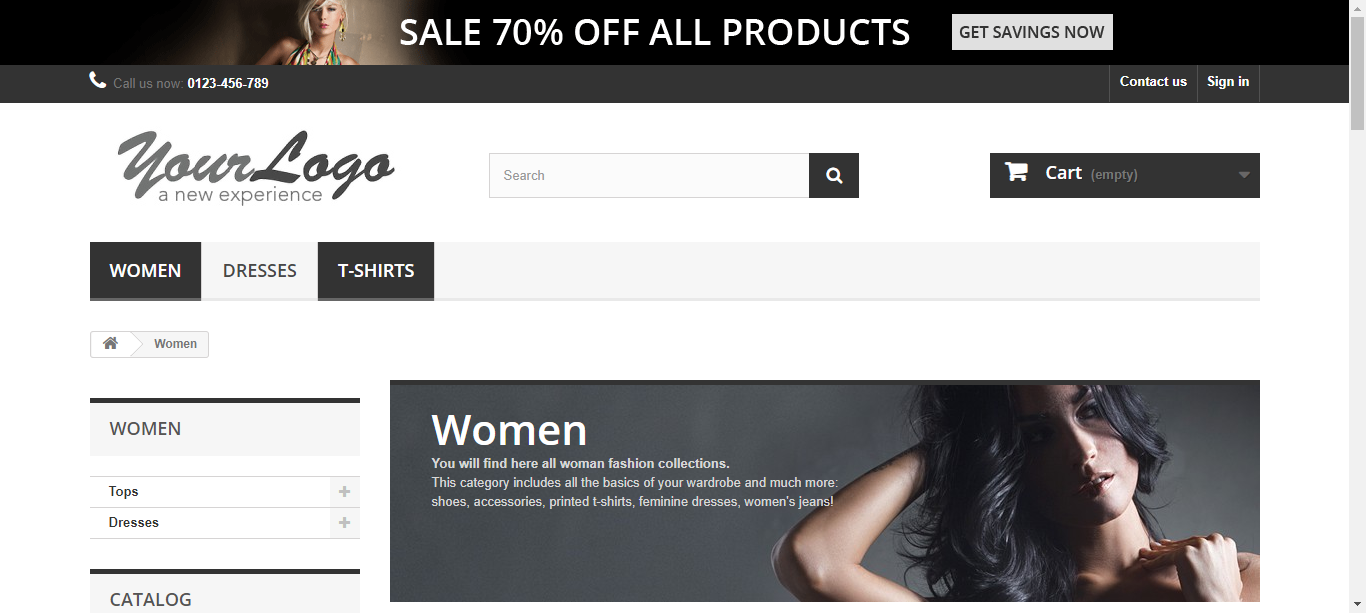 SALE 70% OFF ALL PRODUCTS
GET SAVINGS NOW
Call us now: 0123-456-789
Contact us
Sign in
YourLogo
a new experience
Search
Cart (empty)
WOMEN
DRESSES
T-SHIRTS
Women
WOMEN
Tops
Dresses
Women
You will find here all woman fashion collections.
This category includes all the basics of your wardrobe and much more:
shoes, accessories, printed t-shirts, feminine dresses, women's jeans!
CATALOG